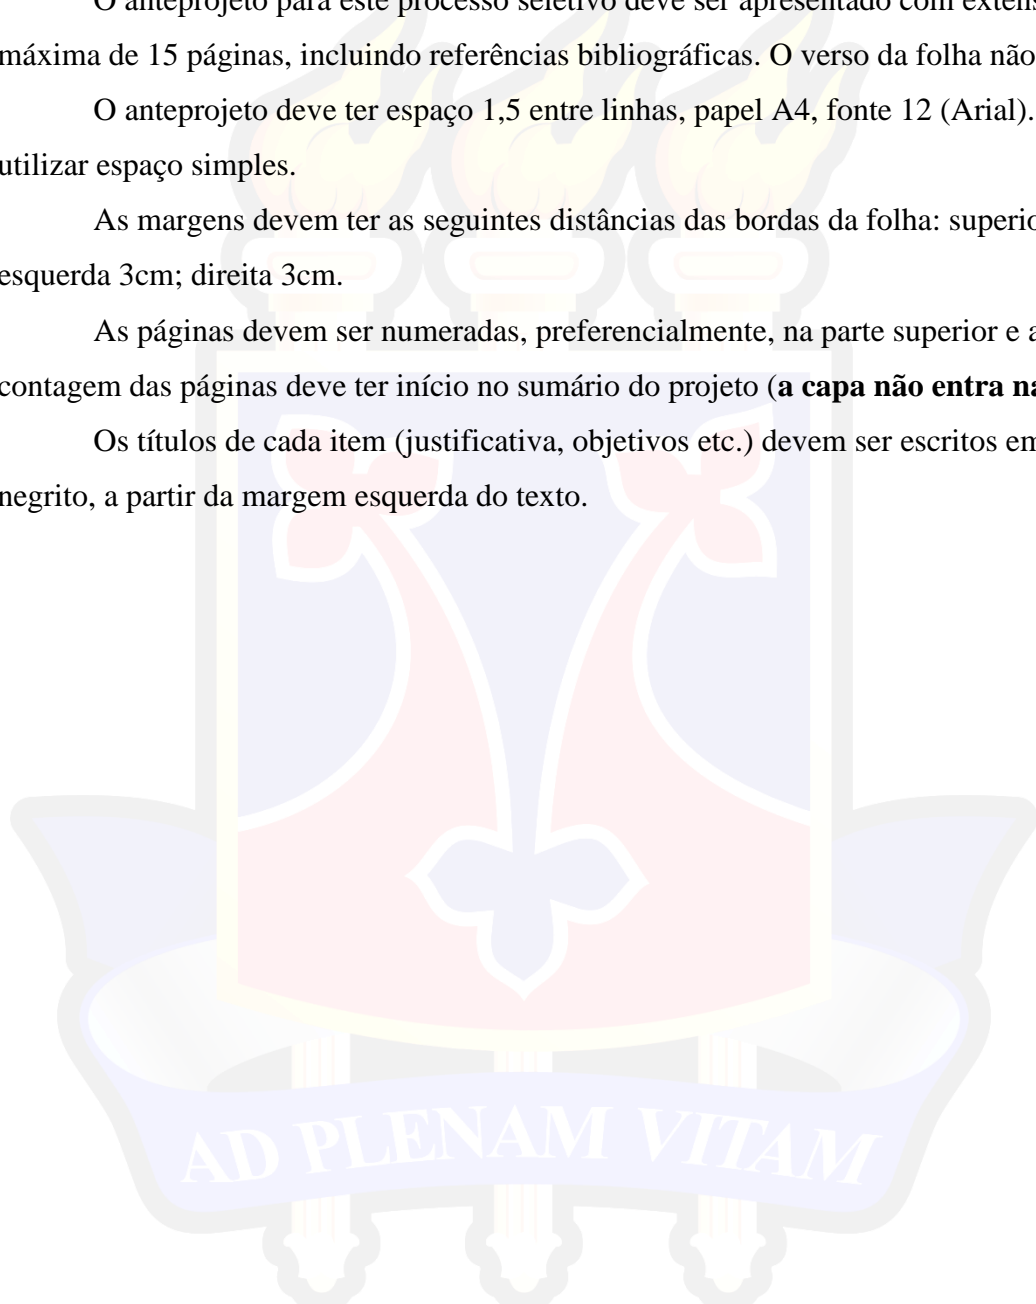 O anteprojeto para este processo seletivo deve ser apresentado com
máxima de 15 páginas, incluindo referências bibliográficas. O verso da folha não
O anteprojeto deve ter espaço 1,5 entre linhas, papel A4, fonte 12 (Arial).
utilizar espaço simples.
As margens devem ter as seguintes distâncias das bordas da folha:
esquerda 3cm; direita 3cm.
As páginas devem ser numeradas, preferencialmente, na parte superior e
contagem das páginas deve ter início no sumário do projeto (a capa não entra
Os títulos de cada item (justificativa, objetivos etc.) devem ser escritos
negrito, a partir da margem esquerda do texto.
AD PLENAM VITAM